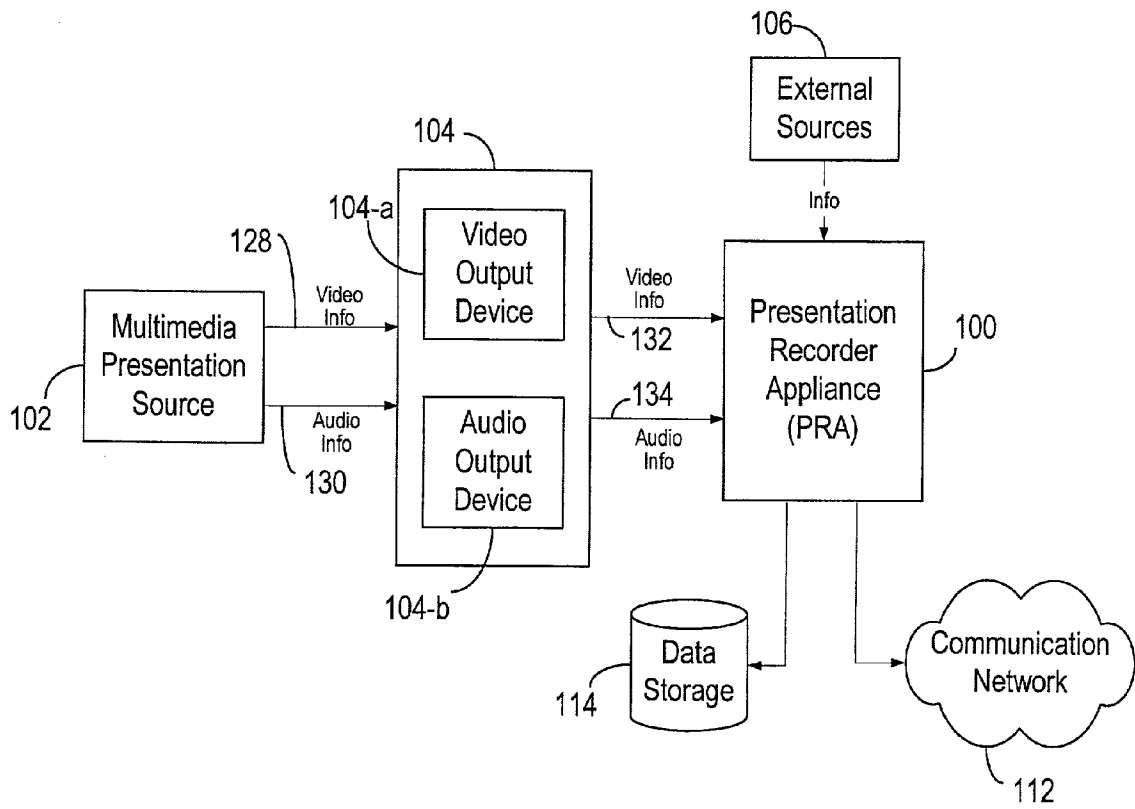 106
External
Sources
Info
104
104-a
Video
Output
Device
128
Video
Info
Multimedia
Presentation
Source
102
Audio
Info
130
Audio
Output
Device
104-b
Video
Info
132
134
Audio
Info
Presentation
Recorder
Appliance
(PRA)
100
Data
Storage
114
Communication
Network
112